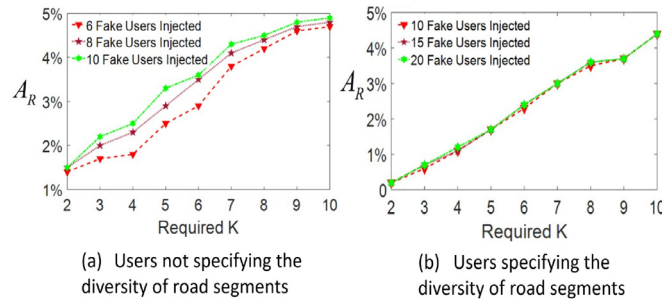 5%
4%
3%
2%
1%
A_R
6 Fake Users Injected
8 Fake Users Injected
10 Fake Users Injected
2 3 4 5 6 7 8 9 10
Required K
(a) Users not specifying the
diversity of road segments
5%
4%
3%
2%
1%
0
A_R
10 Fake Users Injected
15 Fake Users Injected
20 Fake Users Injected
2 3 4 5 6 7 8 9 10
Required K
(b) Users specifying the
diversity of road segments